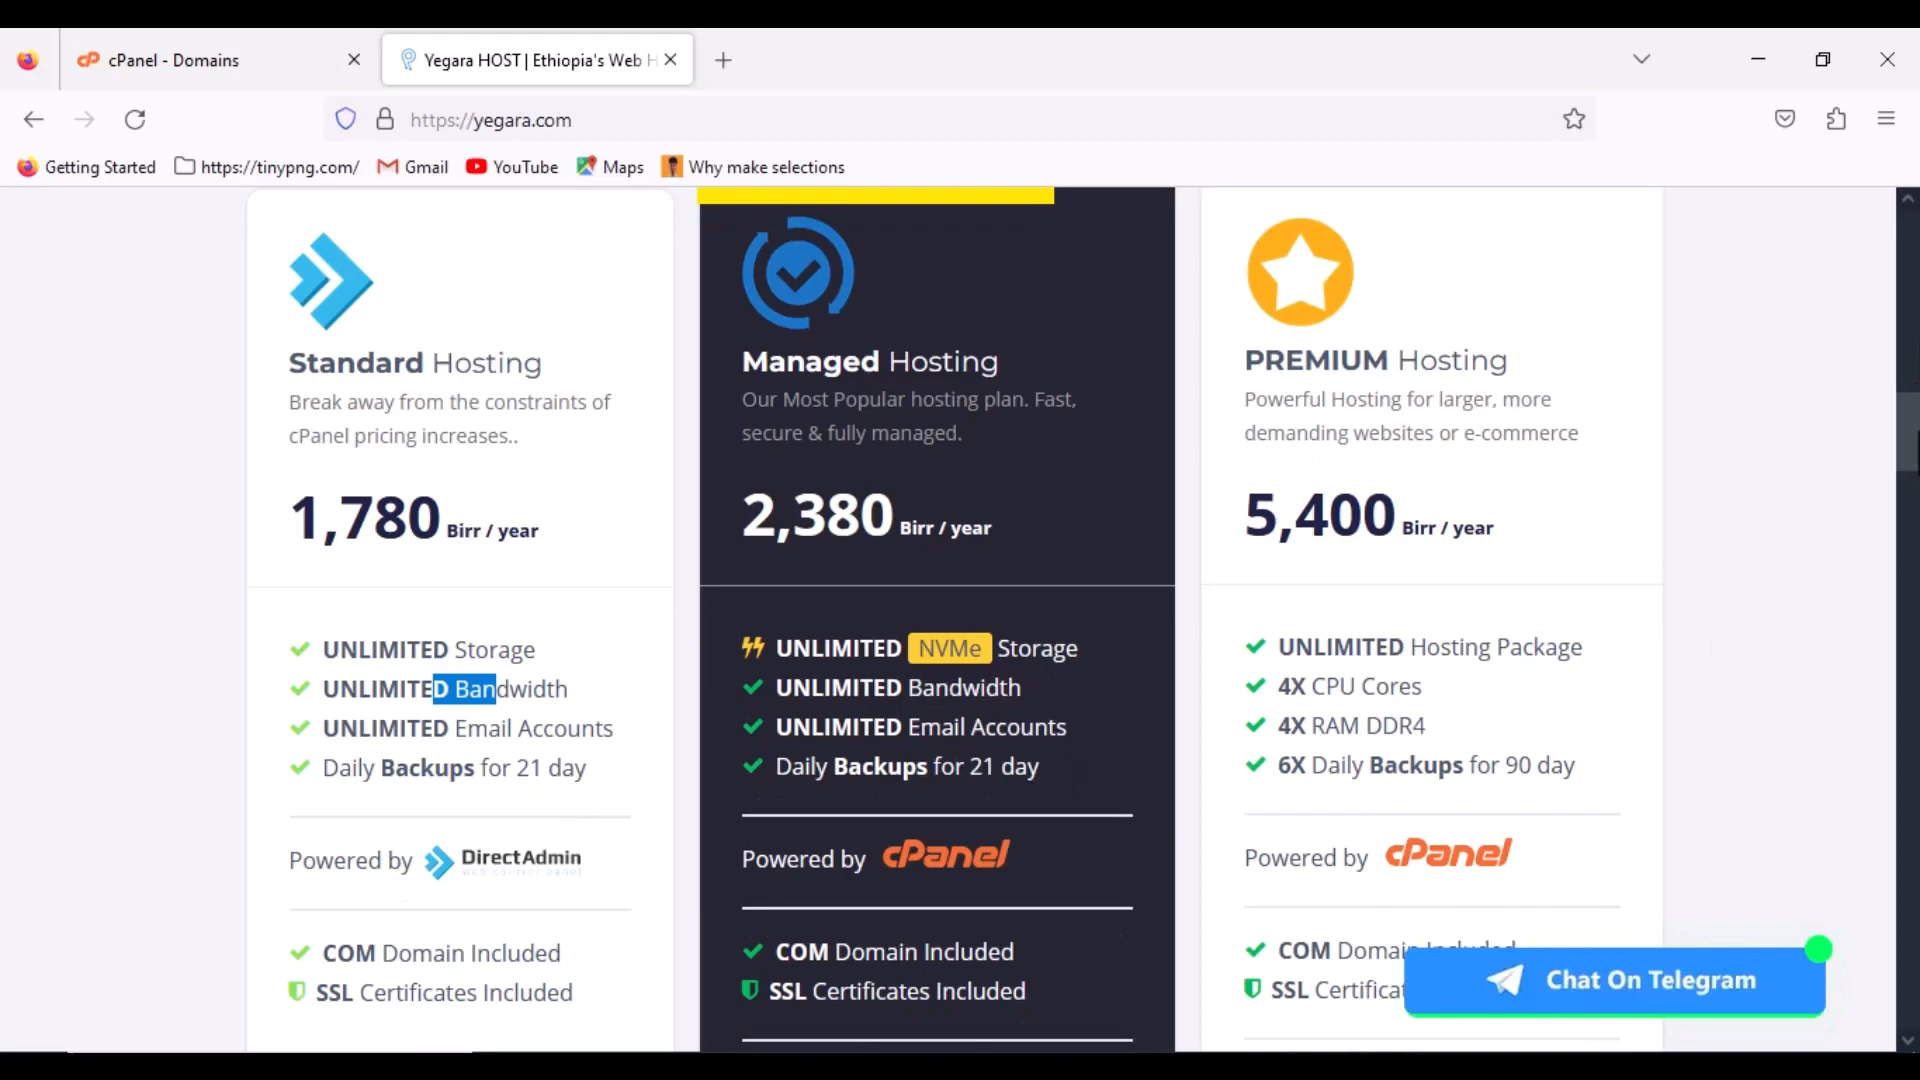 cPanel - Domains
Yegara HOST | Ethiopia's Web H
https://yegara.com
Getting Started
https://tinypng.com/
Gmail
YouTube
Maps
Why make selections
Standard Hosting
Break away from the constraints of
cPanel pricing increases..
1,780 Birr / year
UNLIMITED Storage
UNLIMITED Bandwidth
UNLIMITED Email Accounts
Daily Backups for 21 day
Powered by DirectAdmin
web control panel
COM Domain Included
SSL Certificates Included
Managed Hosting
Our Most Popular hosting plan. Fast,
secure & fully managed.
2,380 Birr / year
UNLIMITED NVMe Storage
UNLIMITED Bandwidth
UNLIMITED Email Accounts
Daily Backups for 21 day
Powered by cPanel
COM Domain Included
SSL Certificates Included
PREMIUM Hosting
Powerful Hosting for larger, more
demanding websites or e-commerce
5,400 Birr / year
UNLIMITED Hosting Package
4X CPU Cores
4X RAM DDR4
6X Daily Backups for 90 day
Powered by cPanel
COM Domain Included
SSL Certificat
Chat On Telegram